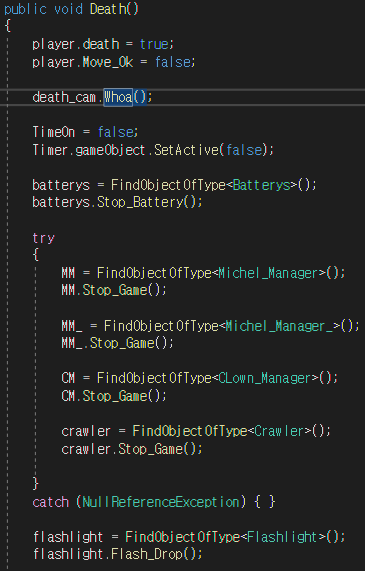 public void Death()
{
player.death = true;
player.Move_Ok = false;
death_cam.Whoa();
TimeOn = false;
Timer.gameObject.SetActive(false);
batterys = FindObjectOfType<Batterys>();
batterys.Stop_Battery();
try
{
MM = FindObjectOfType<Michel_Manager>();
MM.Stop_Game();
MM_ = FindObjectOfType<Michel_Manager_>();
MM_.Stop_Game();
CM = FindObjectOfType<CLown_Manager>();
CM.Stop_Game();
crawler = FindObjectOfType<Crawler>();
crawler.Stop_Game();
}
catch (NullReferenceException) { }
flashlight = FindObjectOfType<Flashlight>();
flashlight.Flash_Drop();